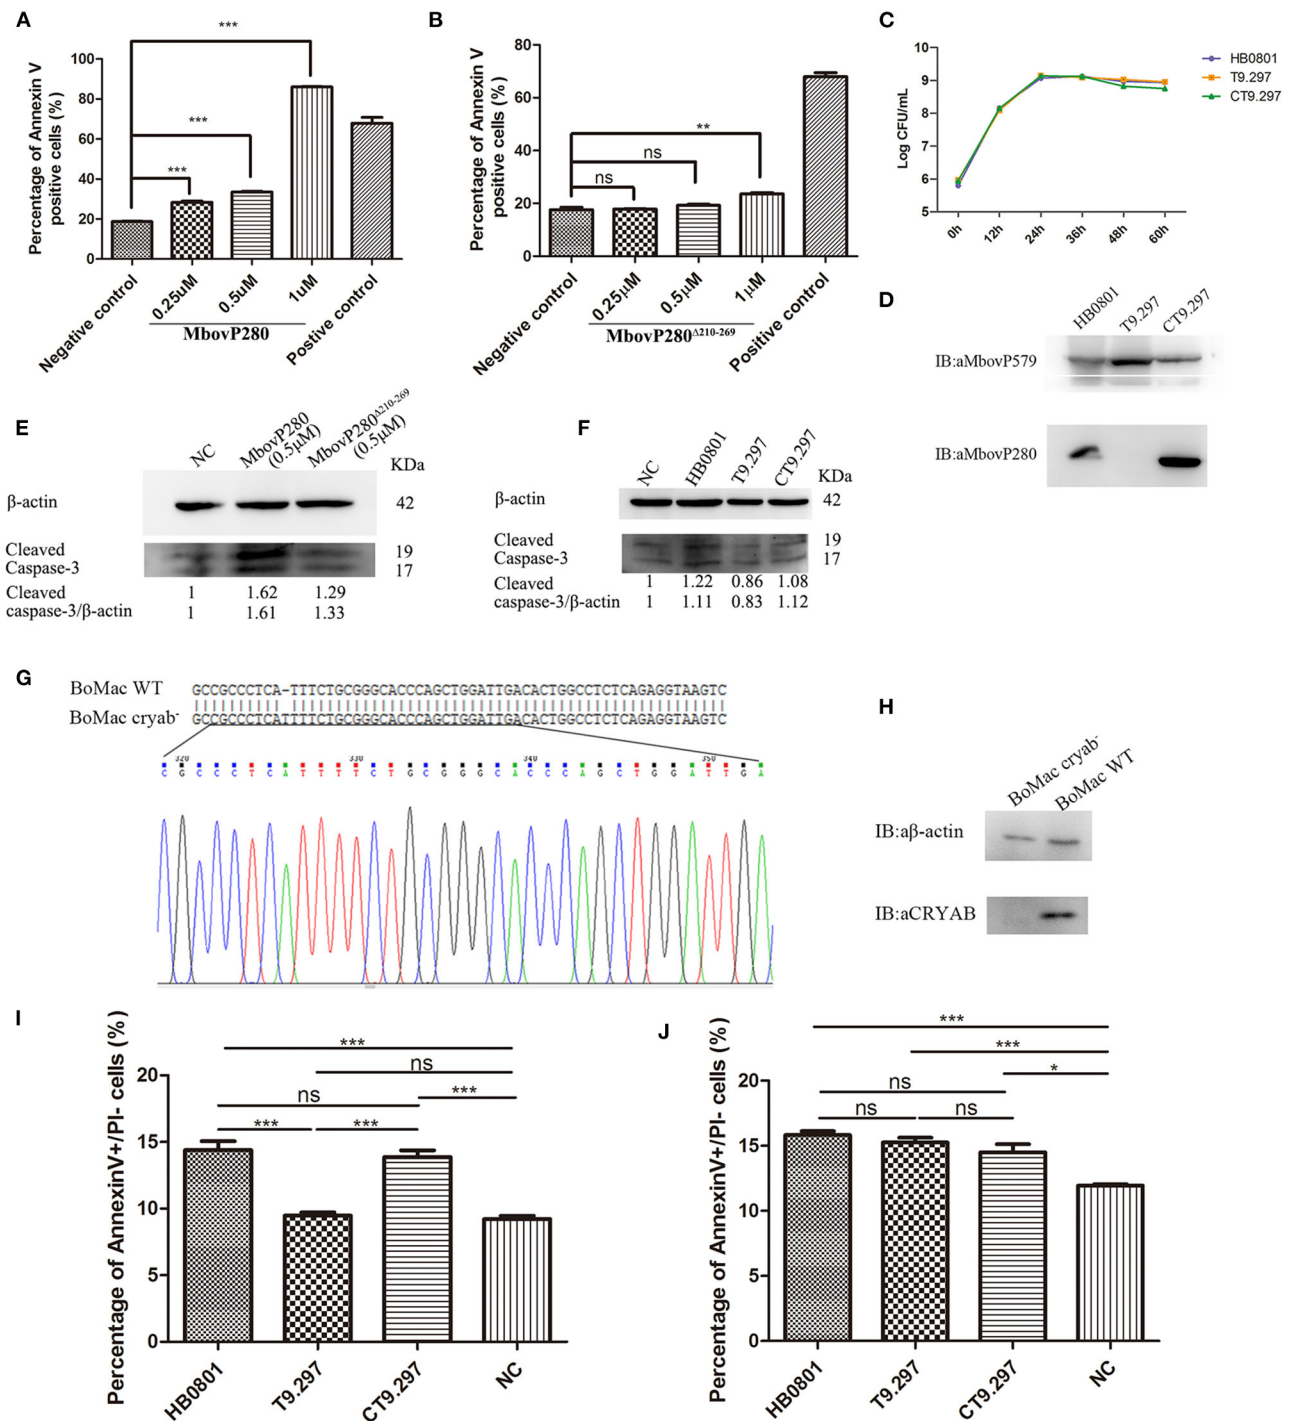 A
***
***
***
Percentage of Annexin V
positive cells (%)
100
80
60
40
20
0
Negative control
0.25uM
0.5uM
1uM
Potive control
MbovP280
B
**
ns
ns
Percentage of Annexin V
positive cells (%)
80
60
40
20
0
Negative control
0.25μM
0.5μM
1μM
Positive control
MbovP280Δ210-269
C
Log CFU/mL
10
9
8
7
6
5
0h
12h
24h
36h
48h
60h
HB0801
T9.297
CT9.297
D
HB0801
T9.297
CT9.297
IB:aMbovP579
IB:aMbovP280
E
NC
MbovP280
(0.5μM)
MbovP280Δ210-269
(0.5μM)
KDa
β-actin
42
Cleaved
Caspase-3
19
17
Cleaved
caspase-3/β-actin
1 1.62 1.29
1 1.61 1.33
F
NC
HB0801
T9.297
CT9.297
KDa
β-actin
42
Cleaved
Caspase-3
19
17
Cleaved
caspase-3/β-actin
1 1.22 0.86 1.08
1 1.11 0.83 1.12
G
BoMac WT GCCGCCCTCA-TTTCTGCGGGCACCCAGCTGGATTGACACTGGCCTCTCAGAGGTAAGTC
BoMac cryab- GCCGCCCTCATTTTCTGCGGGCACCCAGCTGGATTGACACTGGCCTCTCAGAGGTAAGTC
320 330 340 350
C G C C C T C A T T T T C T G C G G G C A C C C A G C T G G A T T G A
H
BoMac cryab-
BoMac WT
IB:aβ-actin
IB:aCRYAB
I
***
ns
ns
***
***
***
Percentage of AnnexinV+/PI- cells (%)
20
15
10
5
0
HB0801
T9.297
CT9.297
NC
J
***
***
*
ns
ns
ns
Percentage of AnnexinV+/PI- cells (%)
20
15
10
5
0
HB0801
T9.297
CT9.297
NC